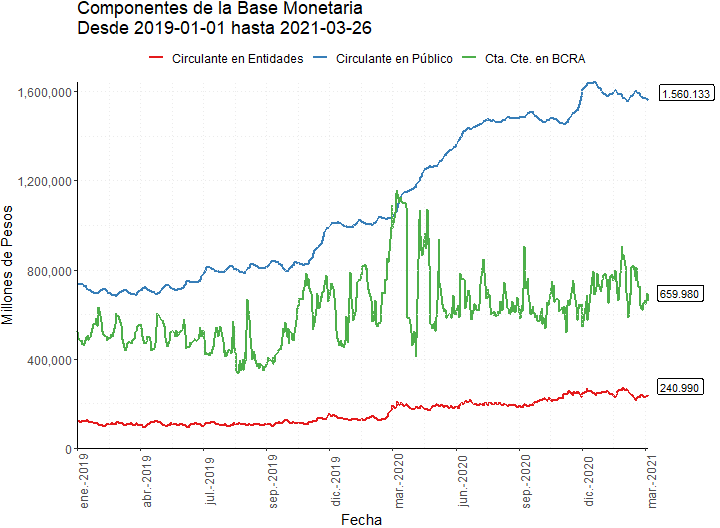 Componentes de la Base Monetaria
Desde 2019-01-01 hasta 2021-03-26
Circulante en Entidades
Circulante en Público
Cta. Cte. en BCRA
Millones de Pesos
1,600,000
1,200,000
800,000
400,000
0
1.560.133
659.980
240.990
ene.-2019
abr.-2019
jul.-2019
sep.-2019
dic.-2019
mar.-2020
jun.-2020
sep.-2020
dic.-2020
mar.-2021
Fecha